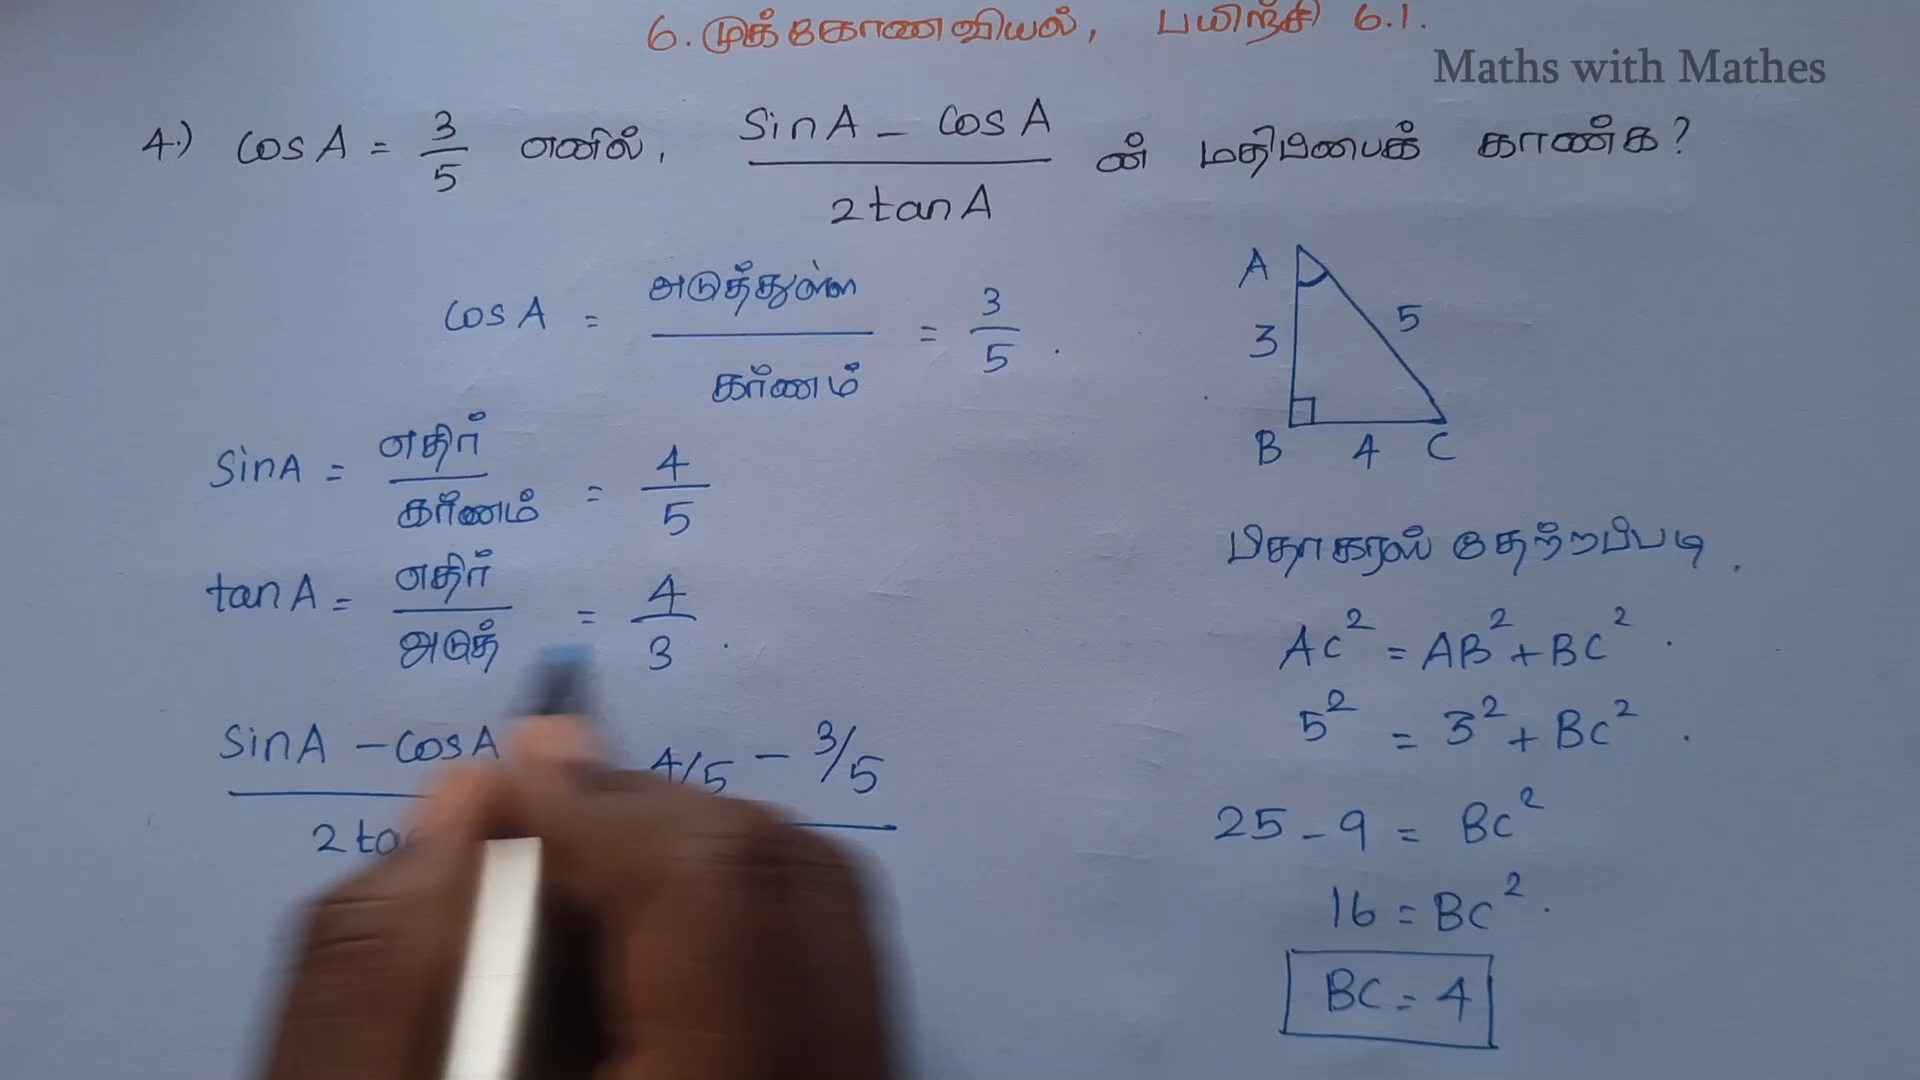 6. முக்கோணவியல், பயிற்சி 6.1.
Maths with Mathes
4.) cos A = 3/5 எனில், (sin A - cos A)/(2 tan A) ன் மதிப்பைக் காண்க?
cos A = அடுத்துள்ள/கர்ணம் = 3/5.
A
3
5
B 4 C
sin A = எதிர்/கர்ணம் = 4/5
tan A = எதிர்/அடுத் = 4/3.
sin A - cos A
2 ta
4/5 - 3/5
பிதாகரஸ் தேற்றப்படி.
AC² = AB² + BC².
5² = 3² + BC².
25 - 9 = BC²
16 = BC².
BC = 4